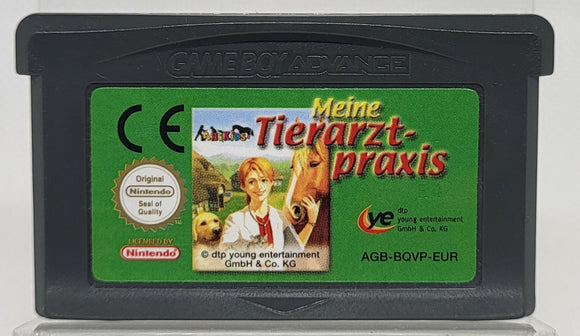 GAME BOY ADVANCE
CE
Meine
Tierarzt-
praxis
Original
Nintendo
Seal of
Quality
TM
LICENSED BY
Nintendo
© dtp young entertainment
GmbH & Co. KG
ye
dtp
young entertainment
GmbH & Co. KG
AGB-BQVP-EUR